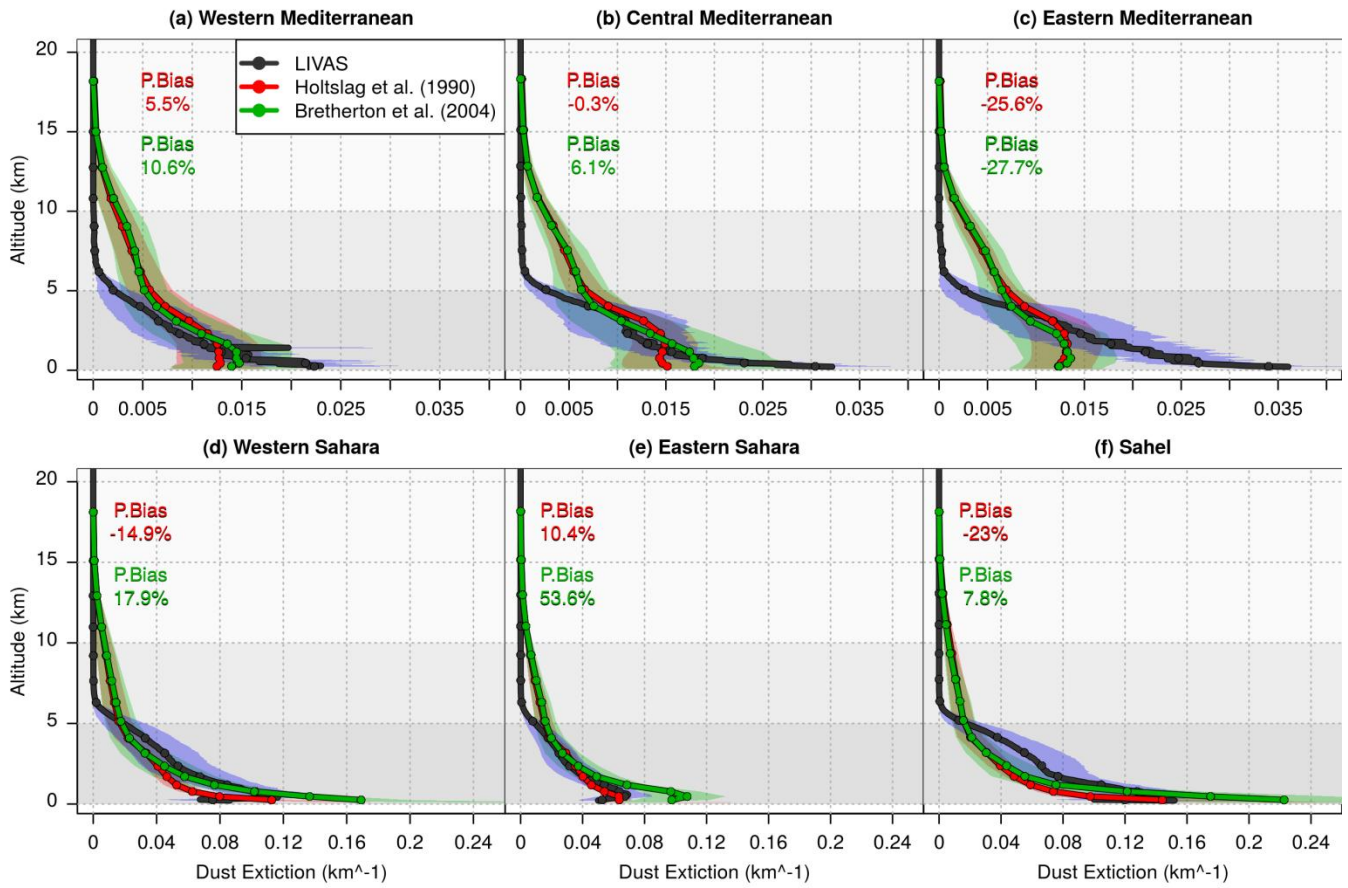 (a) Western Mediterranean
(b) Central Mediterranean
(c) Eastern Mediterranean
LIVAS
Holtslag et al. (1990)
Bretherton et al. (2004)
P.Bias
5.5%
P.Bias
10.6%
P.Bias
-0.3%
P.Bias
6.1%
P.Bias
-25.6%
P.Bias
-27.7%
Altitude (km)
20
15
10
5
0
0 0.005 0.015 0.025 0.035
0 0.005 0.015 0.025 0.035
0 0.005 0.015 0.025 0.035
(d) Western Sahara
(e) Eastern Sahara
(f) Sahel
P.Bias
-14.9%
P.Bias
17.9%
P.Bias
10.4%
P.Bias
53.6%
P.Bias
-23%
P.Bias
7.8%
Altitude (km)
20
15
10
5
0
0 0.04 0.08 0.12 0.16 0.2 0.24
0 0.04 0.08 0.12 0.16 0.2 0.24
0 0.04 0.08 0.12 0.16 0.2 0.24
Dust Extiction (km^-1)
Dust Extiction (km^-1)
Dust Extiction (km^-1)